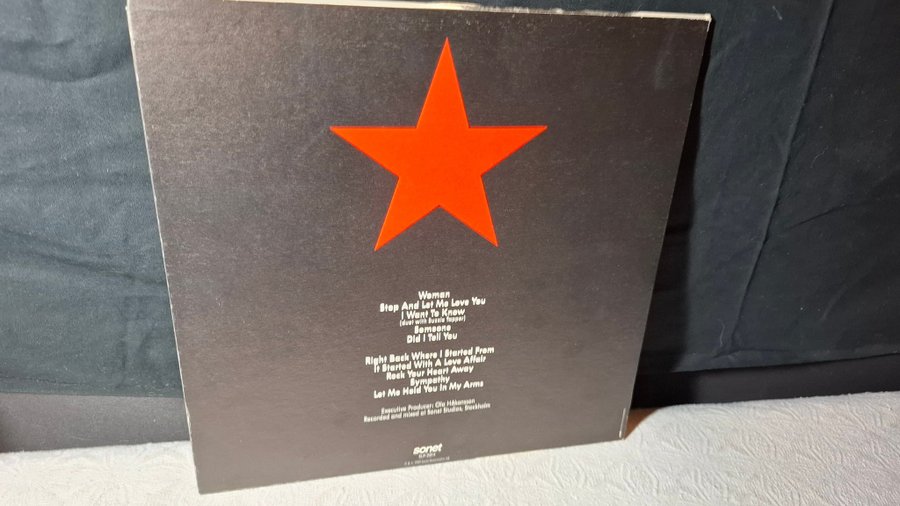 Woman
Stop And Let Me Love You
I Want To Know
(duet with Bussie Tapper)
Someone
Did I Tell You
Right Back Where I Started From
It Started With A Love Affair
Rock Your Heart Away
Sympathy
Let Me Hold You In My Arms
Executive Producer: Ola Håkansson
Recorded and mixed at Sonet Studios, Stockholm
sonet